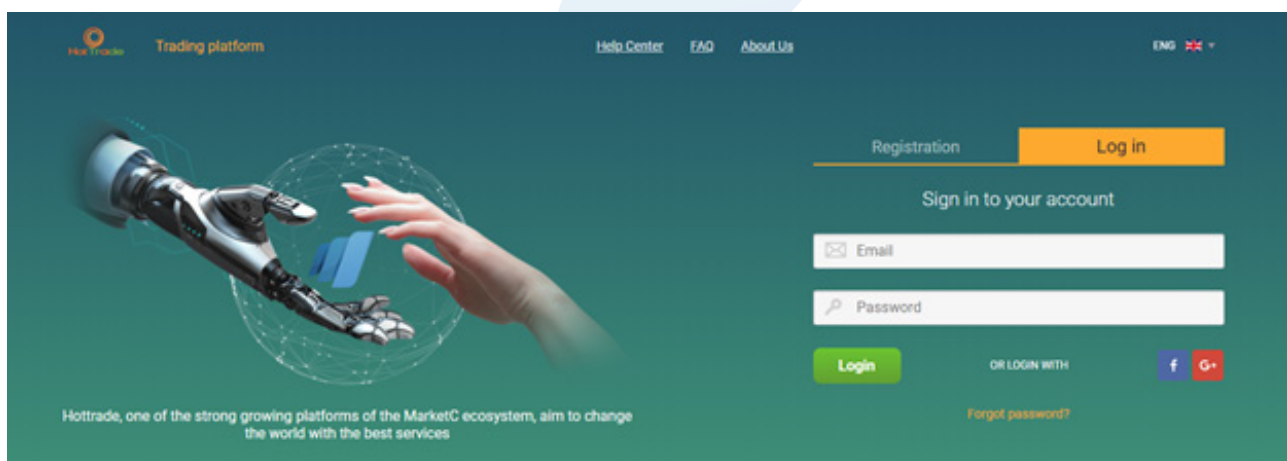 HotTrade
Trading platform
Help Center FAQ About Us
ENG
Registration Log in
Sign in to your account
Email
Password
Login OR LOGIN WITH f G+
Forgot password?
Hottrade, one of the strong growing platforms of the MarketC ecosystem, aim to change
the world with the best services